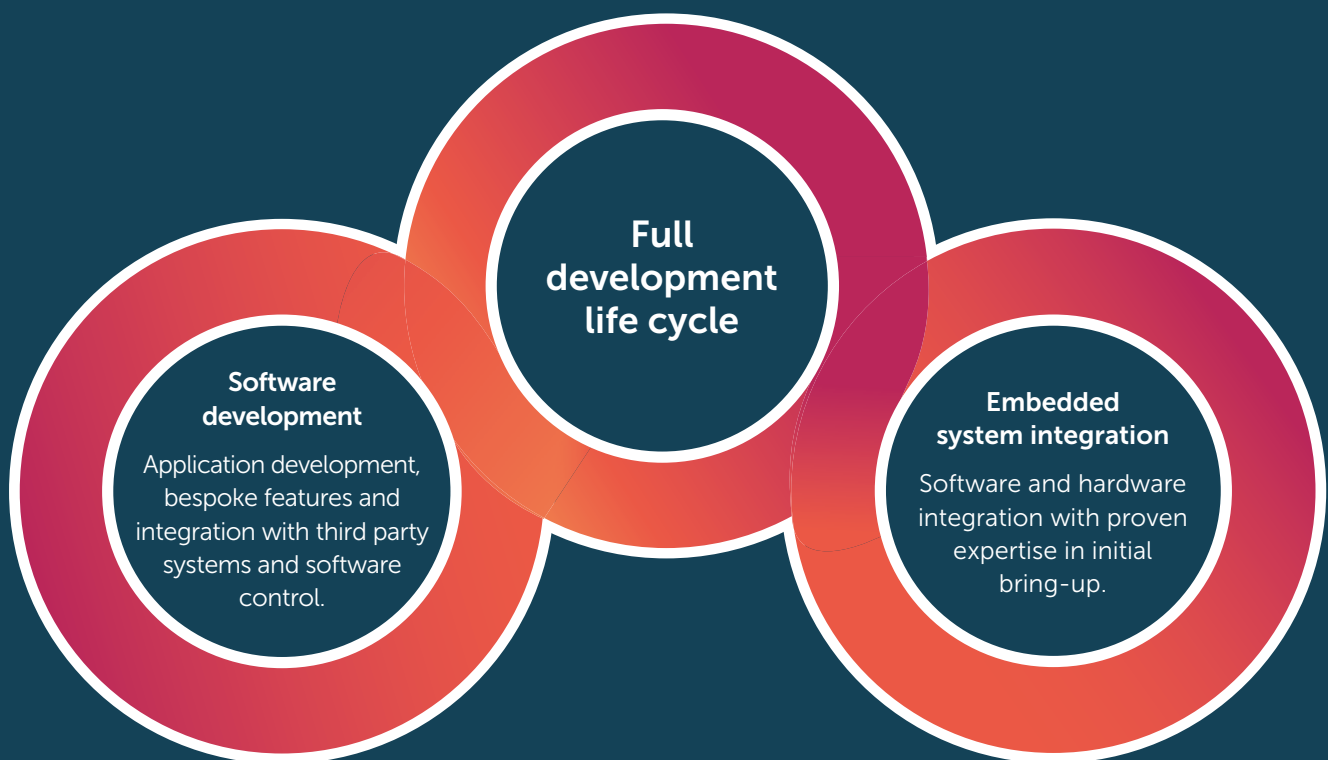 Full
development
life cycle
Software
development
Application development,
bespoke features and
integration with third party
systems and software
control.
Embedded
system integration
Software and hardware
integration with proven
expertise in initial
bring-up.